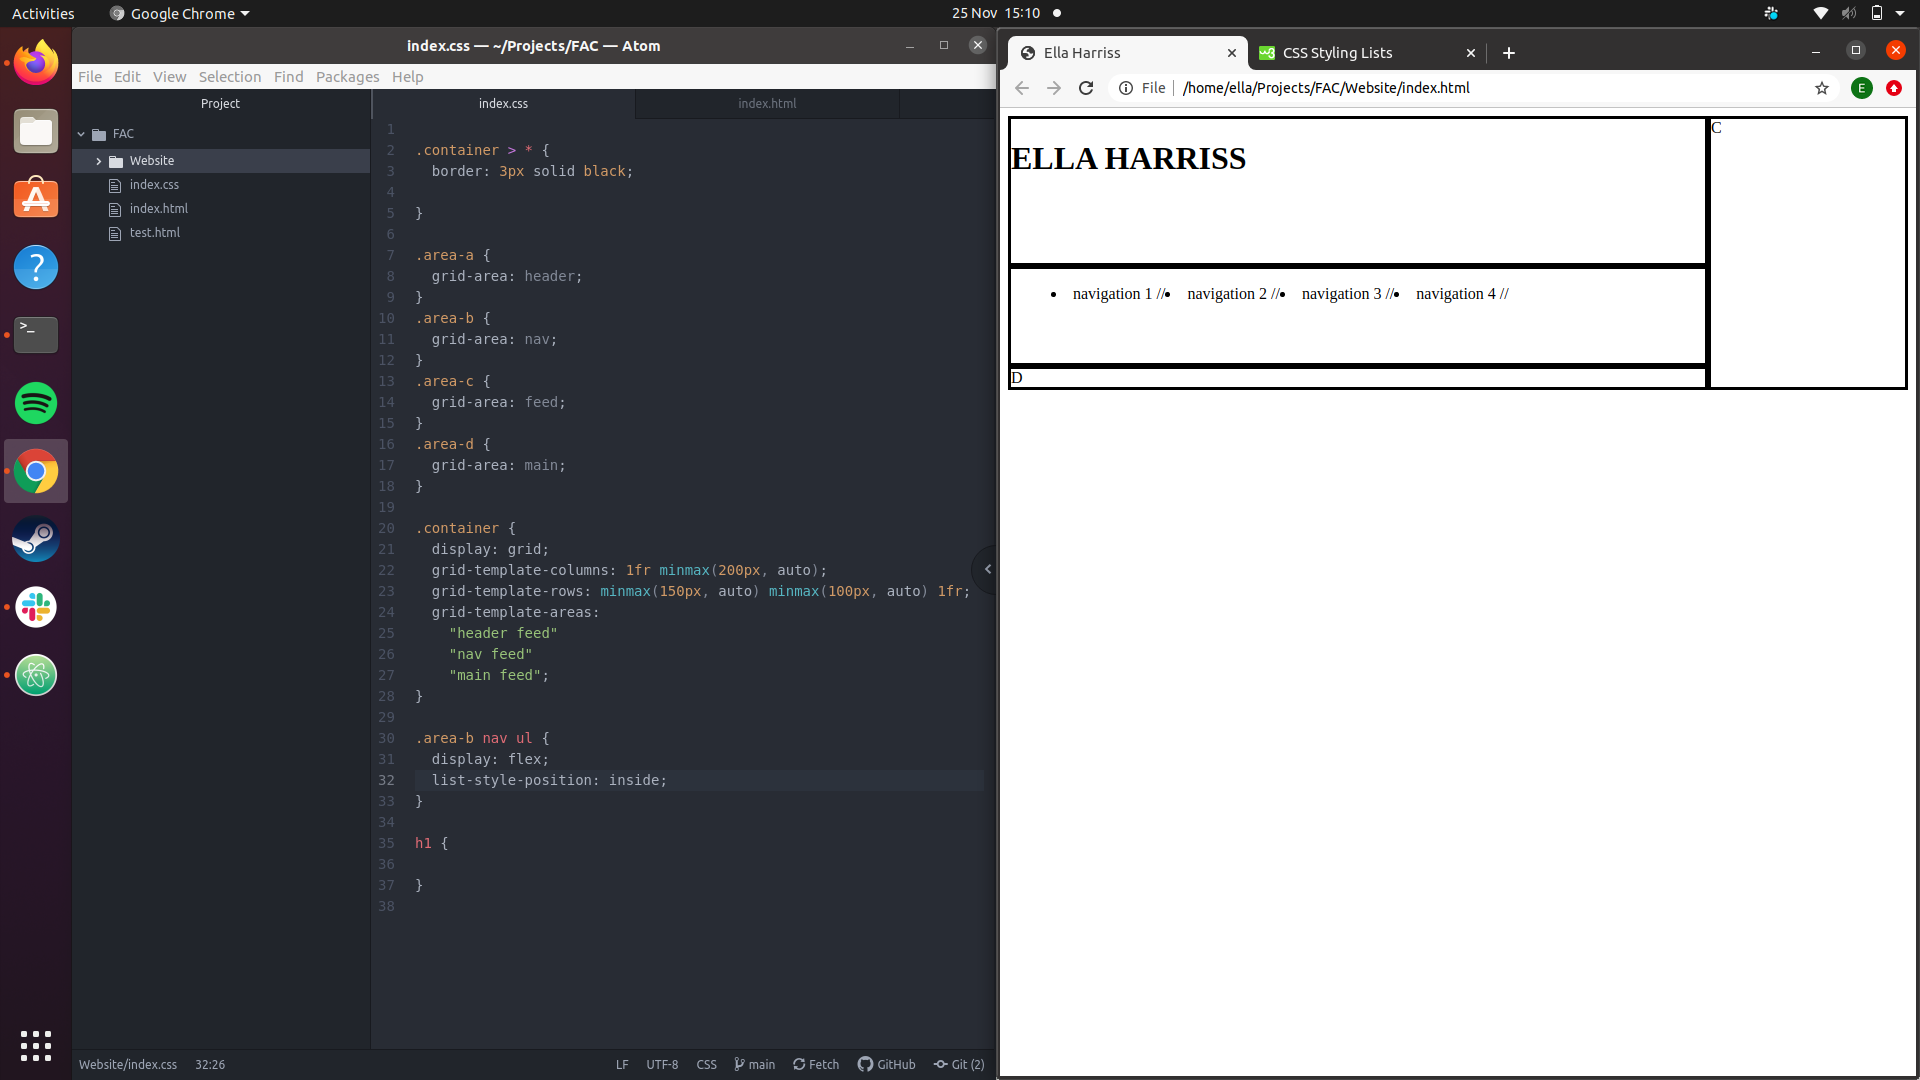 Activities
Google Chrome
25 Nov 15:10
index.css — ~/Projects/FAC — Atom
File Edit View Selection Find Packages Help
Project
FAC
Website
index.css
index.html
test.html
index.css
index.html
1
2 .container > * {
3 border: 3px solid black;
4
5 }
6
7 .area-a {
8 grid-area: header;
9 }
10 .area-b {
11 grid-area: nav;
12 }
13 .area-c {
14 grid-area: feed;
15 }
16 .area-d {
17 grid-area: main;
18 }
19
20 .container {
21 display: grid;
22 grid-template-columns: 1fr minmax(200px, auto);
23 grid-template-rows: minmax(150px, auto) minmax(100px, auto) 1fr;
24 grid-template-areas:
25 "header feed"
26 "nav feed"
27 "main feed";
28 }
29
30 .area-b nav ul {
31 display: flex;
32 list-style-position: inside;
33 }
34
35 h1 {
36
37 }
38
Website/index.css 32:26 LF UTF-8 CSS main Fetch GitHub Git (2)
Ella Harriss
CSS Styling Lists
File /home/ella/Projects/FAC/Website/index.html
E
ELLA HARRISS
C
• navigation 1 //• navigation 2 //• navigation 3 //• navigation 4 //
D